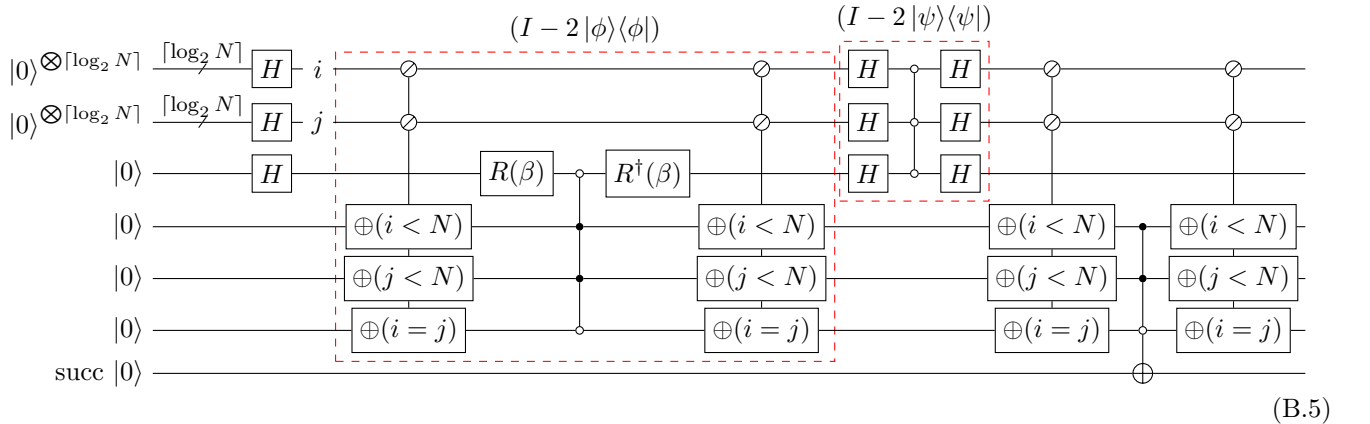 (I − 2 |ϕ⟩⟨ϕ|) (I − 2 |ψ⟩⟨ψ|)
|0⟩^{⊗⌈log₂ N⌉} ⌈log₂ N⌉ H i H H
|0⟩^{⊗⌈log₂ N⌉} ⌈log₂ N⌉ H j H H
|0⟩ H R(β) R†(β) H H
|0⟩ ⊕(i < N) ⊕(i < N) ⊕(i < N) ⊕(i < N)
|0⟩ ⊕(j < N) ⊕(j < N) ⊕(j < N) ⊕(j < N)
|0⟩ ⊕(i = j) ⊕(i = j) ⊕(i = j) ⊕(i = j)
succ |0⟩
(B.5)